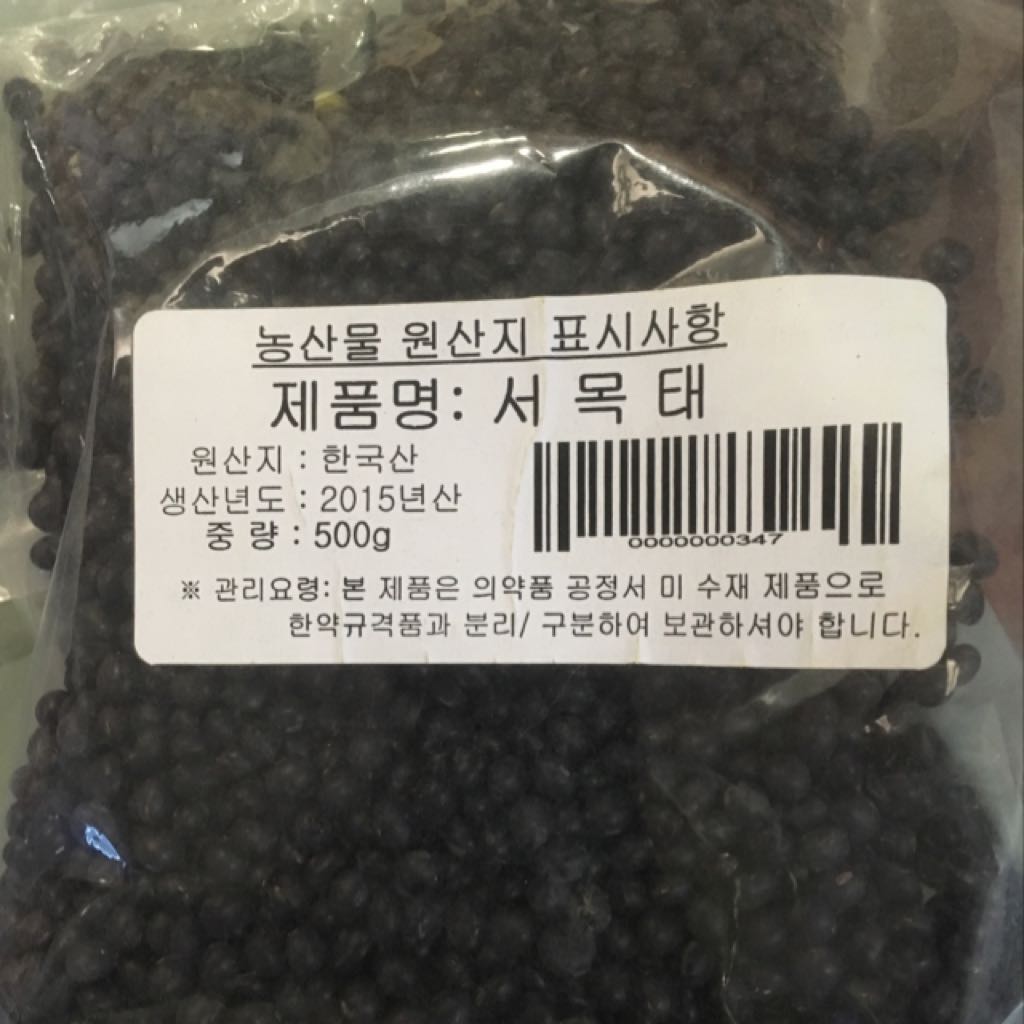 농산물 원산지 표시사항
제품명: 서 목 태
원산지 : 한국산
생산년도 : 2015년산
중 량 : 500g
0000000347
※ 관리요령: 본 제품은 의약품 공정서 미 수재 제품으로
한약규격품과 분리/ 구분하여 보관하셔야 합니다.